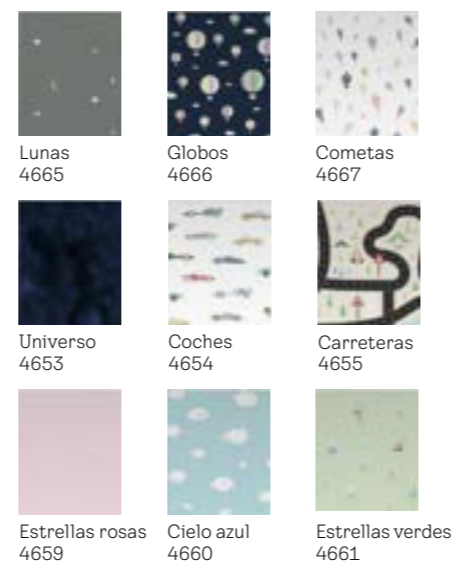 Lunas
4665
Globos
4666
Cometas
4667
Universo
4653
Coches
4654
Carreteras
4655
Estrellas rosas
4659
Cielo azul
4660
Estrellas verdes
4661